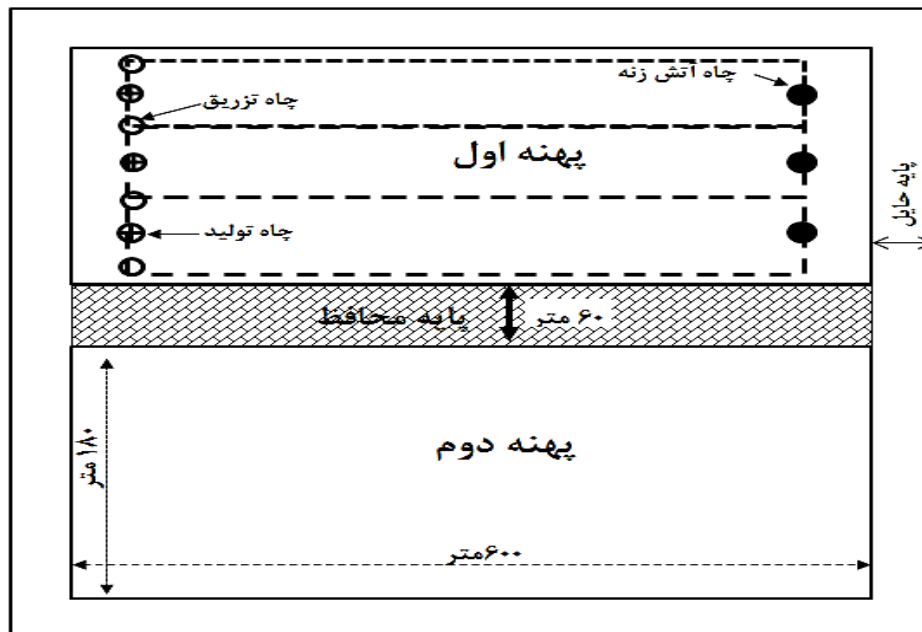 چاه آتش زنه
چاه تزریق
پهنه اول
پایه حایل
چاه تولید
پایه محافظ
۶۰ متر
۱۸۰ متر
پهنه دوم
۶۰۰متر